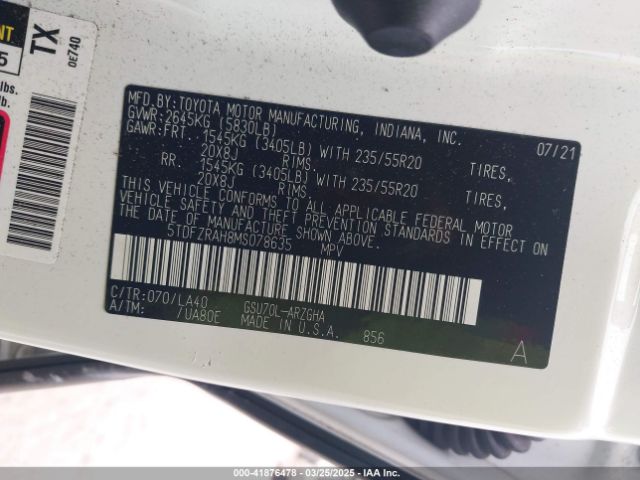 TX
OE740
5
lbs.
MFD.BY:TOYOTA MOTOR MANUFACTURING, INDIANA, INC.
07/21
GVWR:2645KG (5830LB)
GAWR:FRT. 1545KG (3405LB) WITH 235/55R20 TIRES,
20X8J RIMS,
RR. 1545KG (3405LB) WITH 235/55R20 TIRES,
20X8J RIMS
THIS VEHICLE CONFORMS TO ALL APPLICABLE FEDERAL MOTOR
VEHICLE SAFETY AND THEFT PREVENTION STANDARDS IN EFFECT ON
THE DATE OF MANUFACTURE SHOWN ABOVE.
5TDFZRAH8MS078635 MPV
C/TR:070/LA40 GSU70L-ARZGHA
A/TM: /UA80E MADE IN U.S.A. 856
A
000-41876478 — 03/25/2025 — IAA Inc.